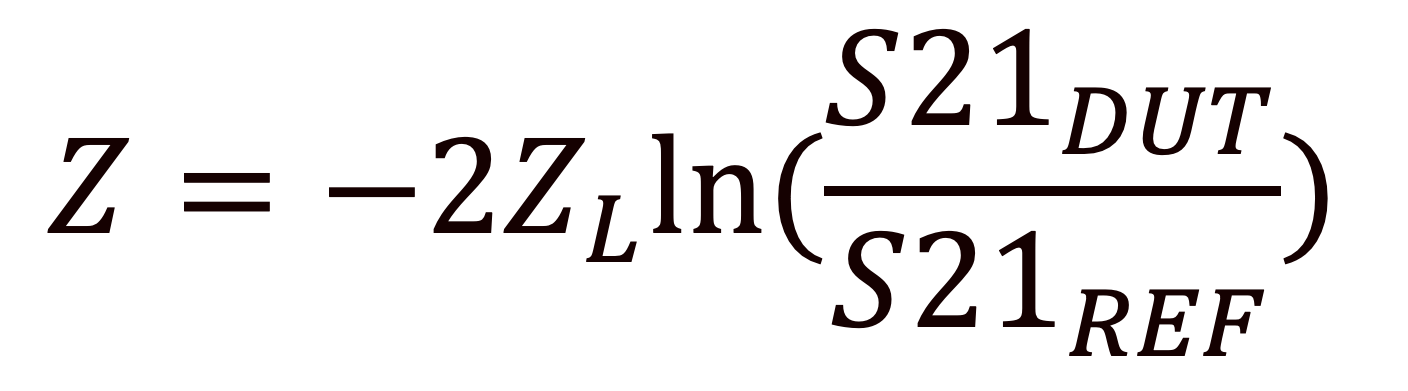 Z = −2Z_L ln(S21_DUT / S21_REF)